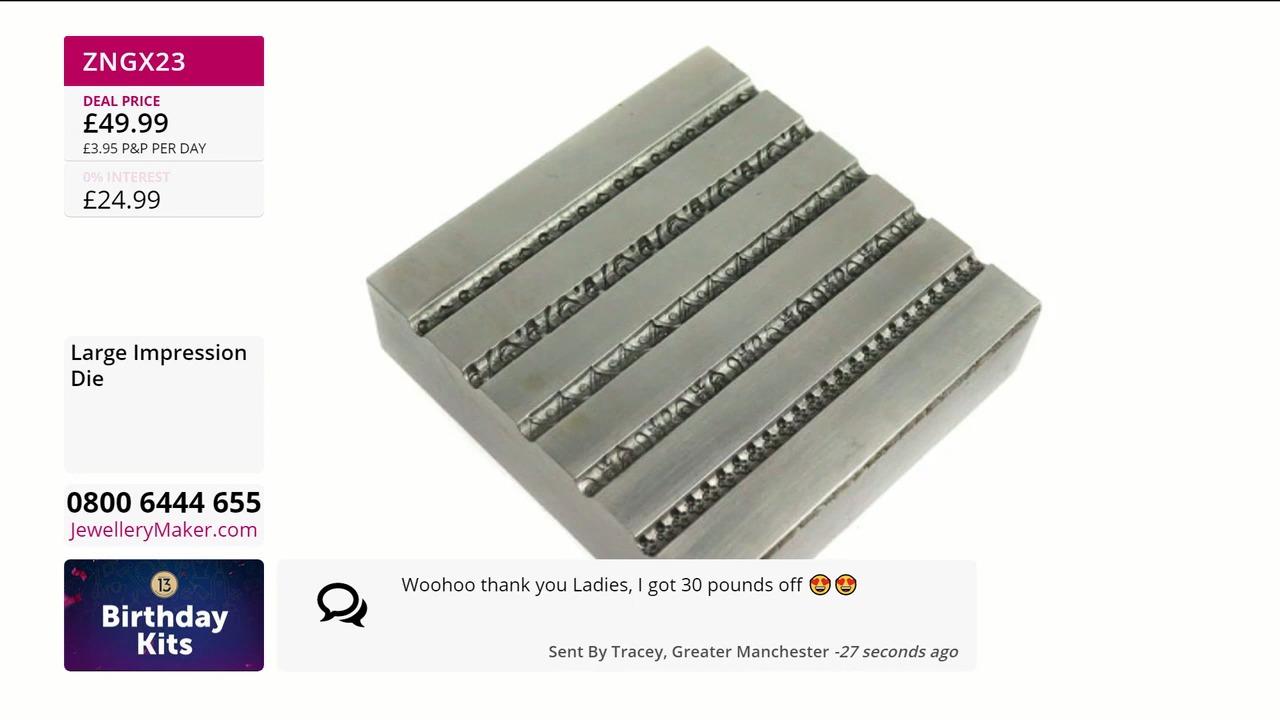 ZNGX23
DEAL PRICE
£49.99
£3.95 P&P PER DAY
0% INTEREST
£24.99
Large Impression
Die
0800 6444 655
JewelleryMaker.com
13
Birthday
Kits
Woohoo thank you Ladies, I got 30 pounds off 😍😍
Sent By Tracey, Greater Manchester -27 seconds ago